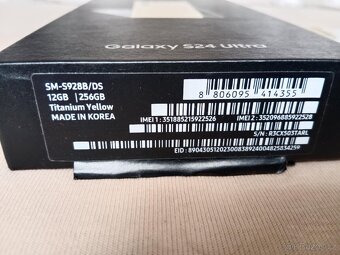 Galaxy S24 Ultra
SM-S928B/DS
12GB | 256GB
Titanium Yellow
MADE IN KOREA
8 806095 414355
IMEI 1 : 351885215922526
IMEI 2 : 352096885922528
S/N : R3CX503TARL
EID : 89043051202300838924004825834259